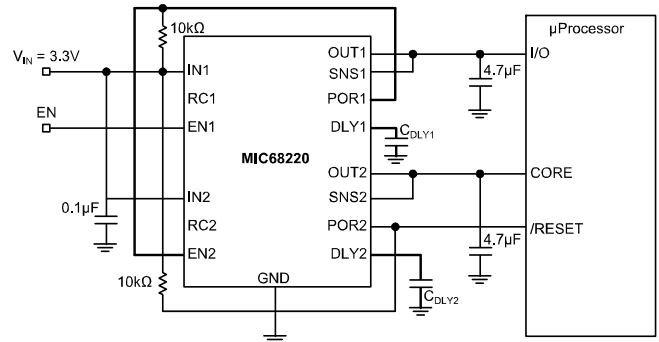 10kΩ
V_IN = 3.3V
EN
0.1µF
10kΩ
IN1
RC1
EN1
IN2
RC2
EN2
MIC68220
GND
OUT1
SNS1
POR1
DLY1
OUT2
SNS2
POR2
DLY2
C_DLY1
C_DLY2
4.7µF
4.7µF
µProcessor
I/O
CORE
/RESET